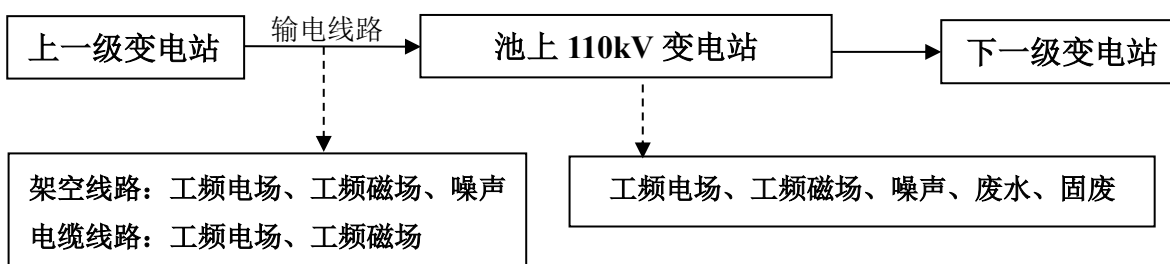 输电线路
上一级变电站
池上 110kV 变电站
下一级变电站
架空线路：工频电场、工频磁场、噪声
电缆线路：工频电场、工频磁场
工频电场、工频磁场、噪声、废水、固废